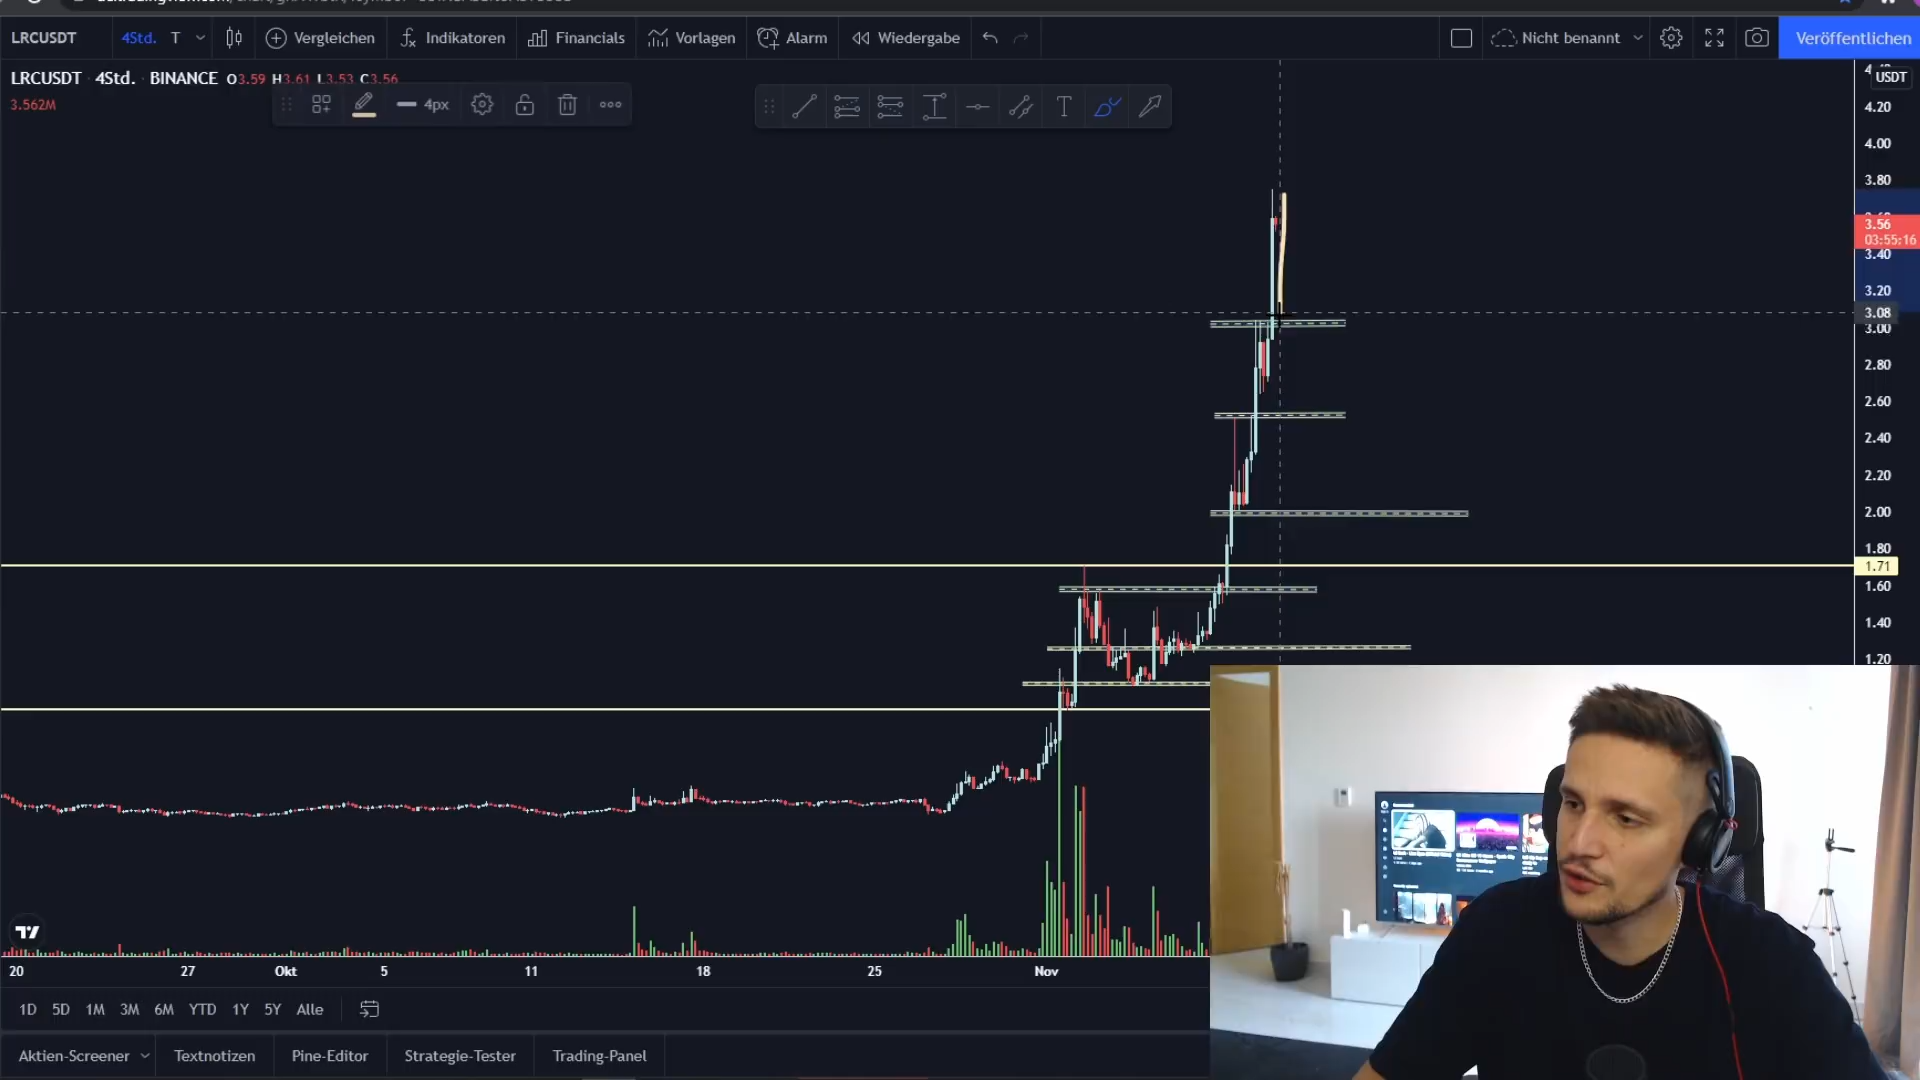 LRCUSDT 4Std. T Vergleichen Indikatoren Financials Vorlagen Alarm Wiedergabe Nicht benannt Veröffentlichen
LRCUSDT · 4Std. · BINANCE O3.59 H3.61 L3.53 C3.56
3.562M
4px
T
USDT
4.20
4.00
3.80
3.56
03:55:16
3.40
3.20
3.08
3.00
2.80
2.60
2.40
2.20
2.00
1.80
1.71
1.60
1.40
1.20
20 27 Okt 5 11 18 25 Nov
1D 5D 1M 3M 6M YTD 1Y 5Y Alle
Aktien-Screener Textnotizen Pine-Editor Strategie-Tester Trading-Panel